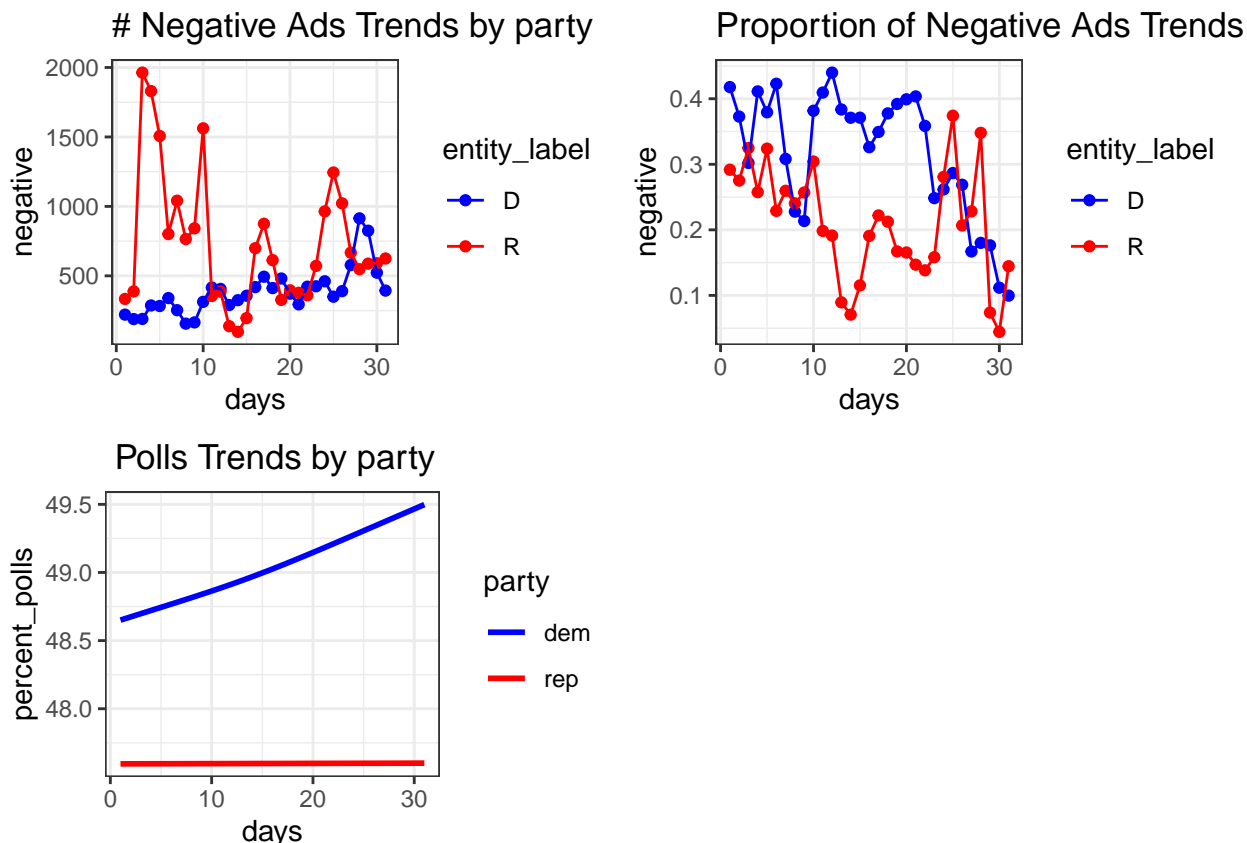 # Negative Ads Trends by party
2000
1500
1000
500
negative
0 10 20 30
days
entity_label
D
R
Proportion of Negative Ads Trends
0.4
0.3
0.2
0.1
negative
0 10 20 30
days
entity_label
D
R
Polls Trends by party
49.5
49.0
48.5
48.0
percent_polls
0 10 20 30
days
party
dem
rep